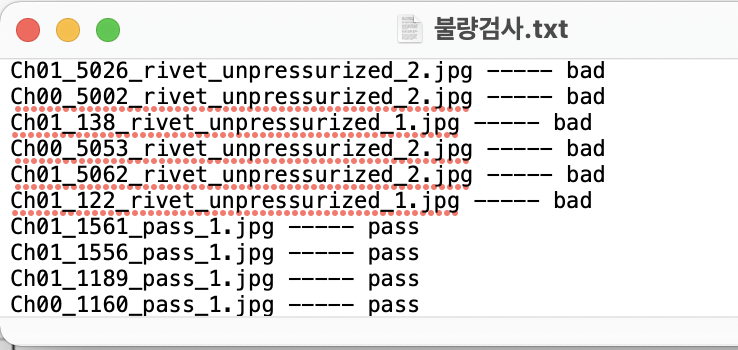 불량검사.txt
Ch01_5026_rivet_unpressurized_2.jpg ----- bad
Ch00_5002_rivet_unpressurized_2.jpg ----- bad
Ch01_138_rivet_unpressurized_1.jpg ----- bad
Ch00_5053_rivet_unpressurized_2.jpg ----- bad
Ch01_5062_rivet_unpressurized_2.jpg ----- bad
Ch01_122_rivet_unpressurized_1.jpg ----- bad
Ch01_1561_pass_1.jpg ----- pass
Ch01_1556_pass_1.jpg ----- pass
Ch01_1189_pass_1.jpg ----- pass
Ch00_1160_pass_1.jpg ----- pass